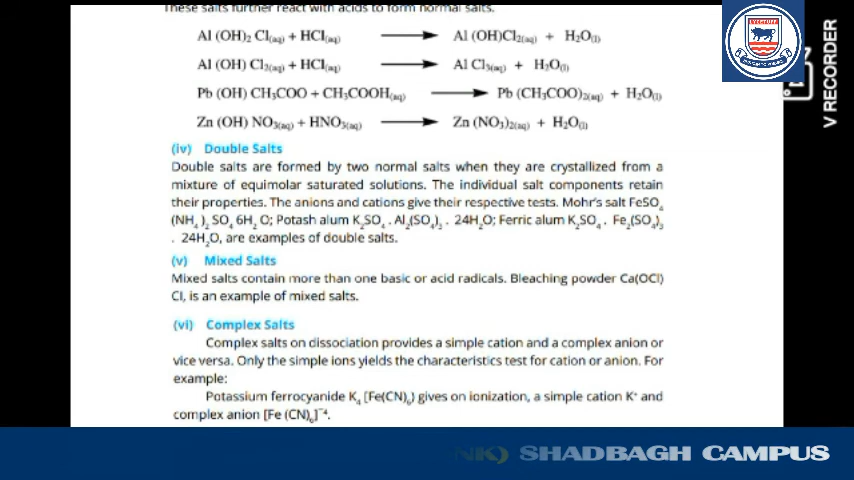 These salts further react with acids to form normal salts.
Al (OH)₂ Cl(aq) + HCl(aq) ⟶ Al (OH)Cl₂(aq) + H₂O(l)
Al (OH) Cl₂(aq) + HCl(aq) ⟶ Al Cl₃(aq) + H₂O(l)
Pb (OH) CH₃COO + CH₃COOH(aq) ⟶ Pb (CH₃COO)₂(aq) + H₂O(l)
Zn (OH) NO₃(aq) + HNO₃(aq) ⟶ Zn (NO₃)₂(aq) + H₂O(l)
(iv) Double Salts
Double salts are formed by two normal salts when they are crystallized from a
mixture of equimolar saturated solutions. The individual salt components retain
their properties. The anions and cations give their respective tests. Mohr's salt FeSO₄
(NH₄)₂ SO₄ 6H₂ O; Potash alum K₂SO₄ . Al₂(SO₄)₃ . 24H₂O; Ferric alum K₂SO₄ . Fe₂(SO₄)₃
. 24H₂O, are examples of double salts.
(v) Mixed Salts
Mixed salts contain more than one basic or acid radicals. Bleaching powder Ca(OCl)
Cl, is an example of mixed salts.
(vi) Complex Salts
Complex salts on dissociation provides a simple cation and a complex anion or
vice versa. Only the simple ions yields the characteristics test for cation or anion. For
example:
Potassium ferrocyanide K₄ [Fe(CN)₆) gives on ionization, a simple cation K⁺ and
complex anion [Fe (CN)₆]⁻⁴.
V RECORDER
NK) SHADBAGH CAMPUS